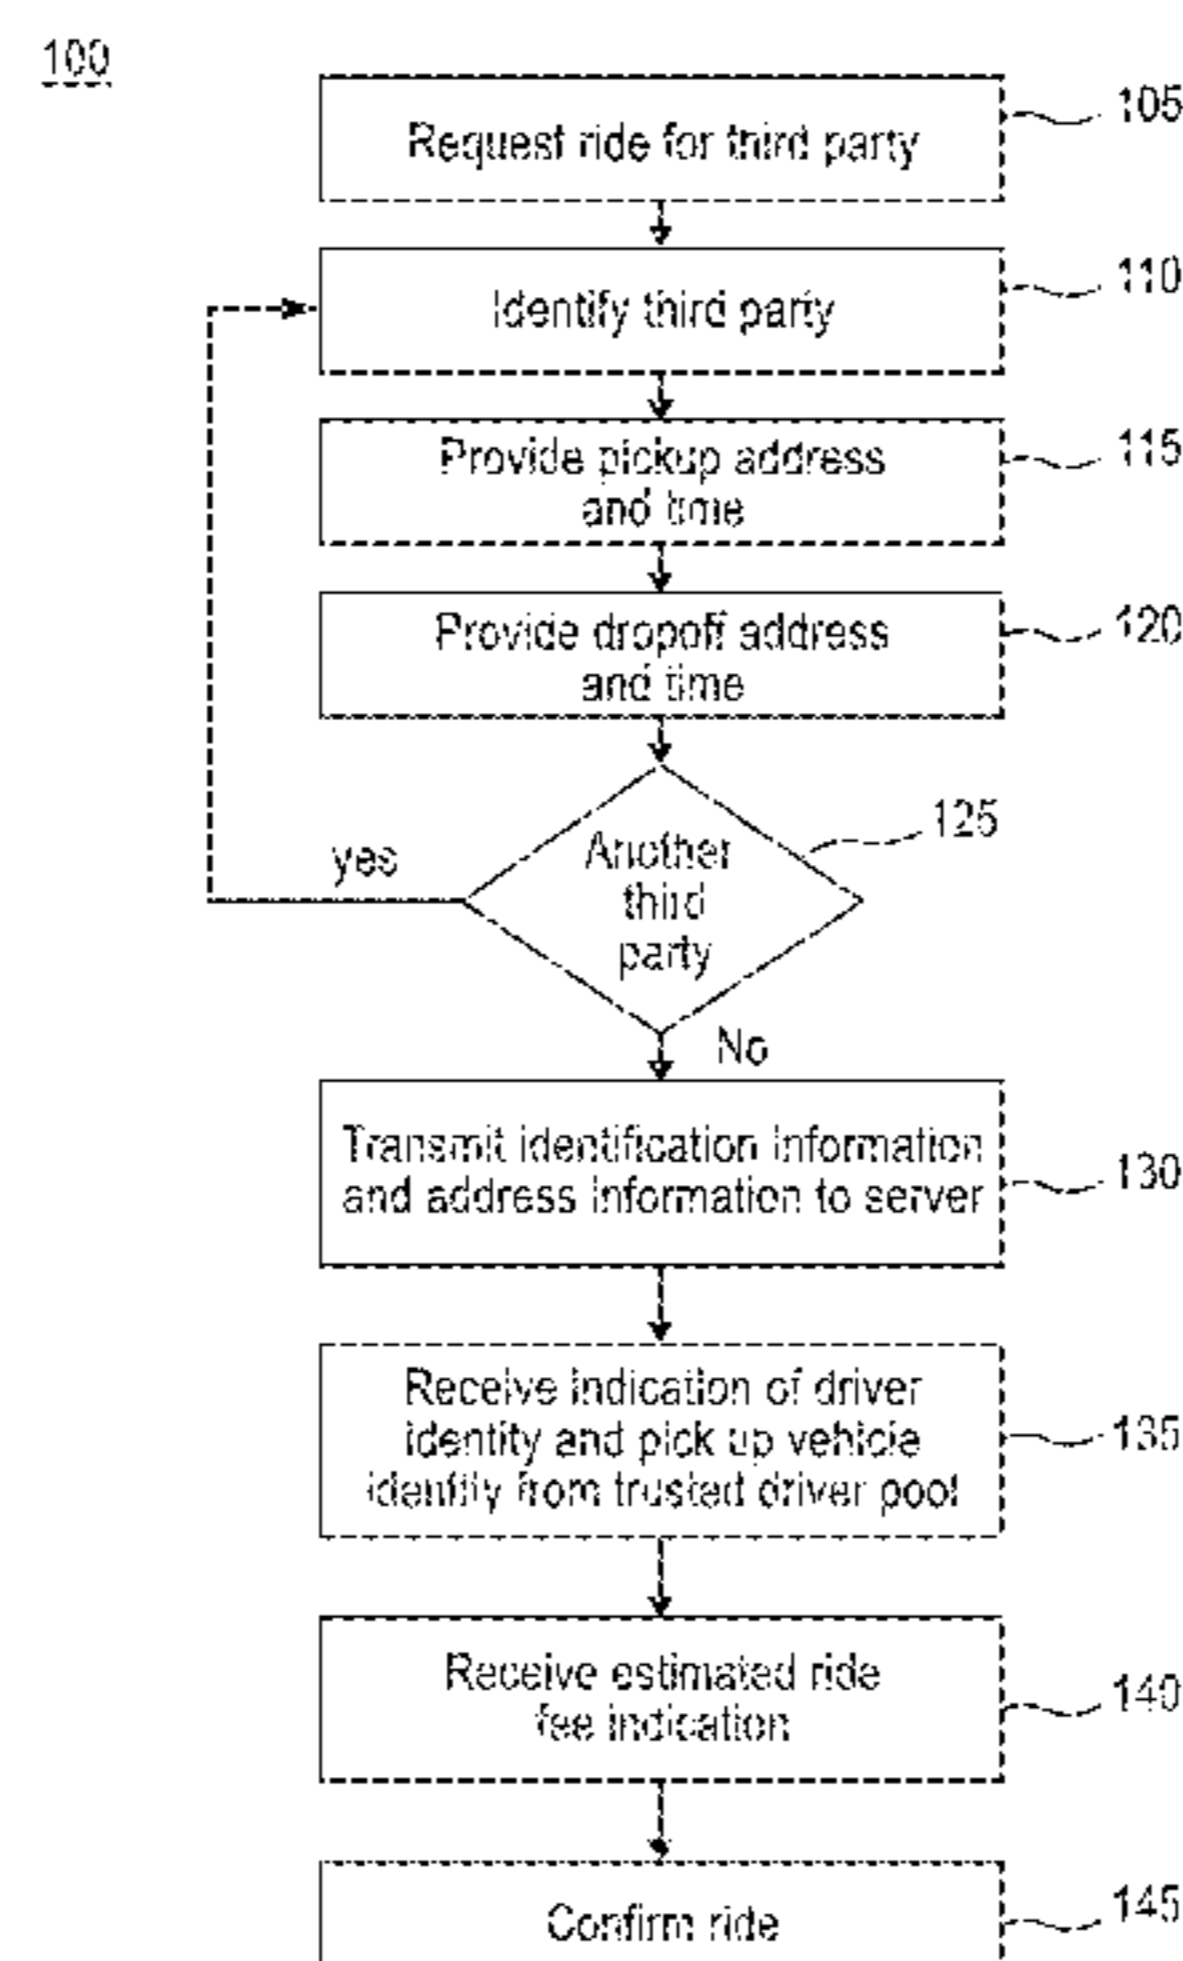 100
Request ride for third party
105
Identify third party
110
Provide pickup address
and time
115
Provide dropoff address
and time
120
Another
third
party
125
yes
No
Transmit identification information
and address information to server
130
Receive indication of driver
identity and pick up vehicle
identity from trusted driver pool
135
Receive estimated ride
fee indication
140
Confirm ride
145